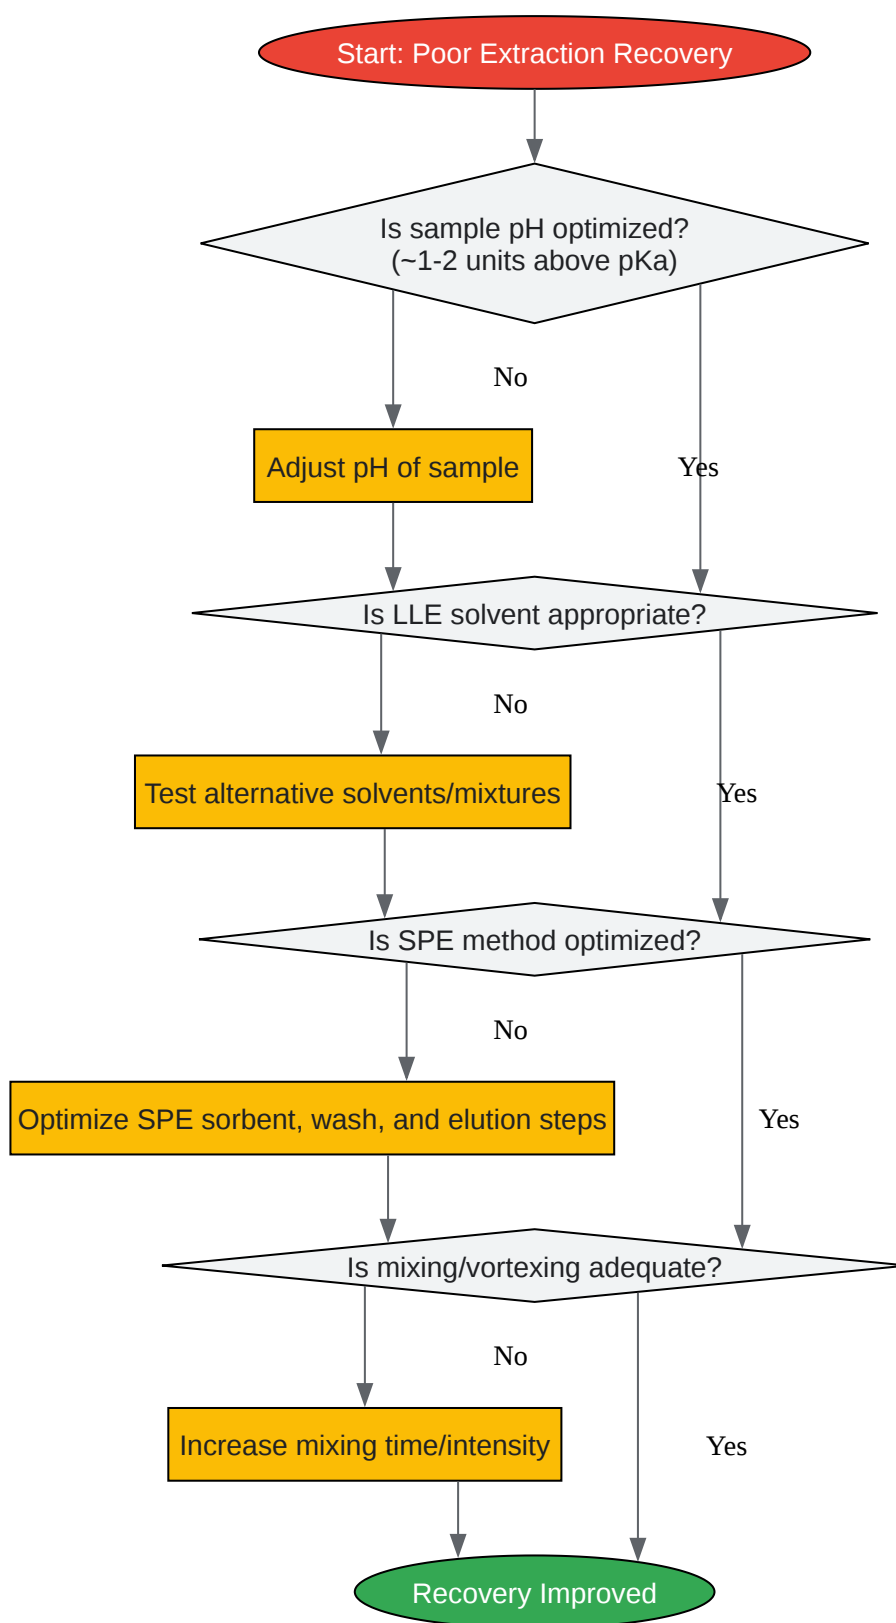 Start: Poor Extraction Recovery
Is sample pH optimized?
(~1-2 units above pKa)
No
Adjust pH of sample
Yes
Is LLE solvent appropriate?
No
Test alternative solvents/mixtures
Yes
Is SPE method optimized?
No
Optimize SPE sorbent, wash, and elution steps
Yes
Is mixing/vortexing adequate?
No
Increase mixing time/intensity
Yes
Recovery Improved